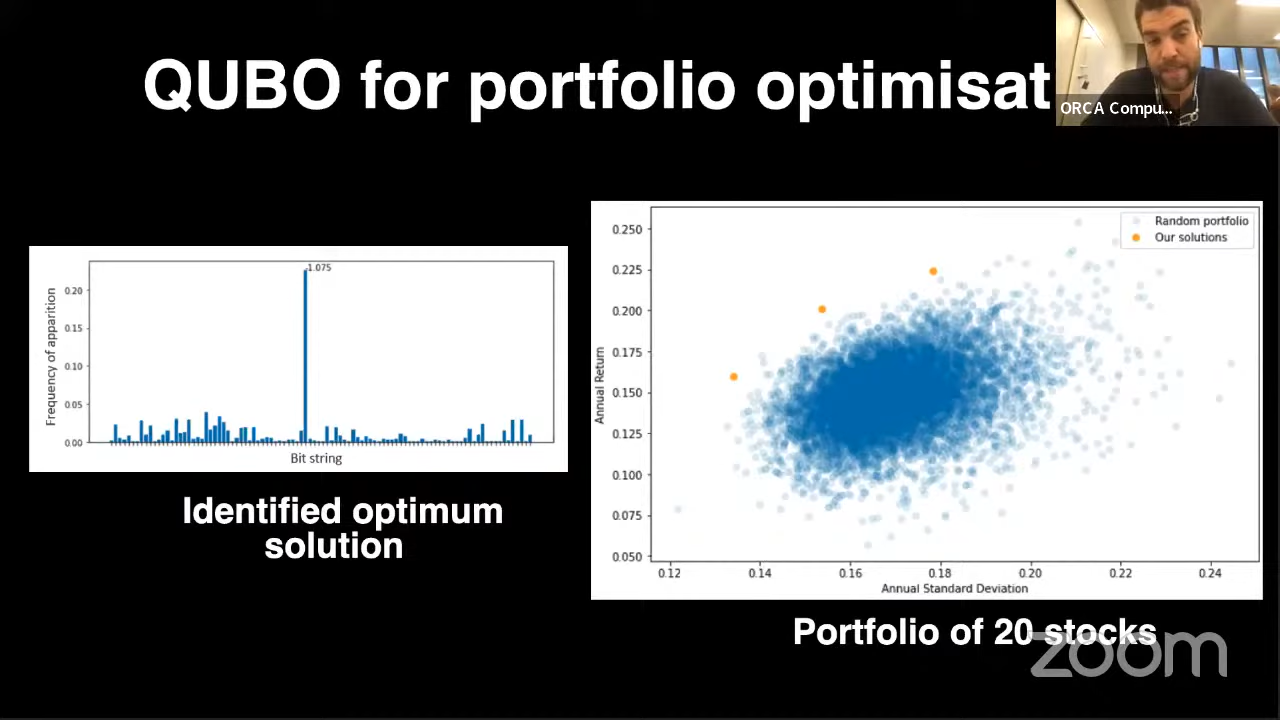 QUBO for portfolio optimisat
ORCA Compu...
1.075
0.20
0.15
0.10
0.05
0.00
Frequency of apparition
Bit string
Identified optimum
solution
Random portfolio
Our solutions
0.250
0.225
0.200
0.175
0.150
0.125
0.100
0.075
0.050
Annual Return
0.12 0.14 0.16 0.18 0.20 0.22 0.24
Annual Standard Deviation
Portfolio of 20 stocks
zoom